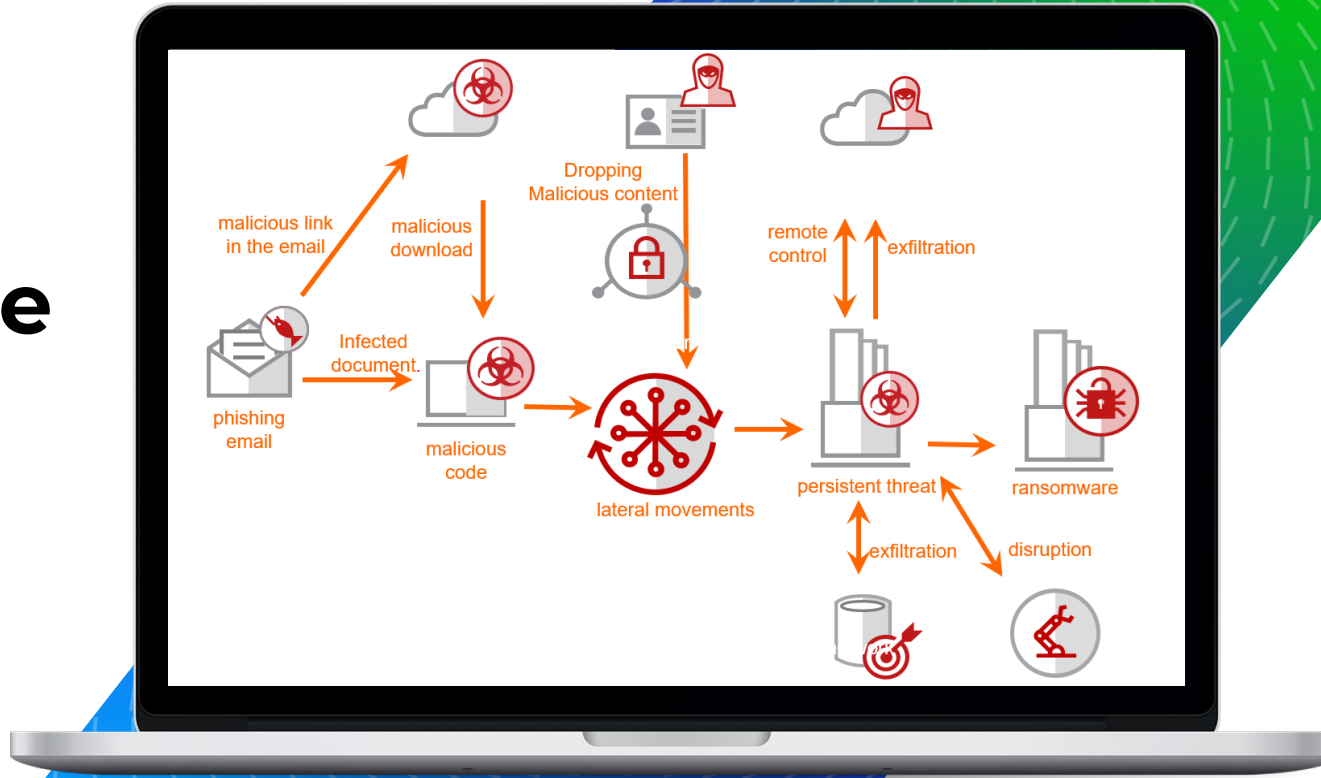 e
malicious link
in the email
malicious
download
Dropping
Malicious content
remote
control
exfiltration
Infected
document.
phishing
email
malicious
code
lateral movements
persistent threat
ransomware
exfiltration
disruption